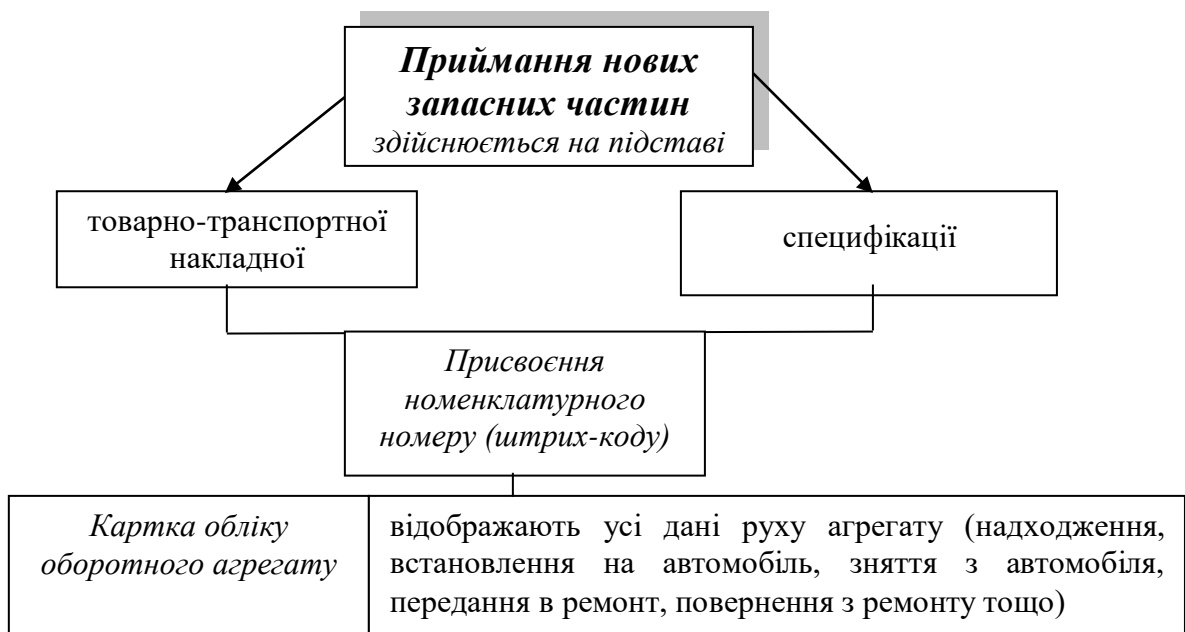 Приймання нових
запасних частин
здійснюється на підставі
товарно-транспортної
накладної
специфікації
Присвоєння
номенклатурного
номеру (штрих-коду)
Картка обліку
оборотного агрегату
відображають усі дані руху агрегату (надходження,
встановлення на автомобіль, зняття з автомобіля,
передання в ремонт, повернення з ремонту тощо)